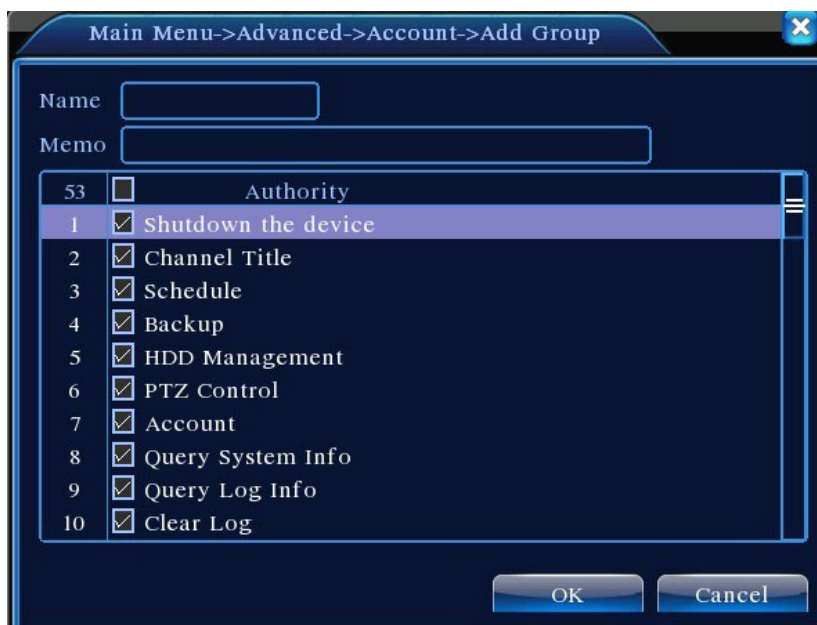 Main Menu->Advanced->Account->Add Group
Name
Memo
53 Authority
1 Shutdown the device
2 Channel Title
3 Schedule
4 Backup
5 HDD Management
6 PTZ Control
7 Account
8 Query System Info
9 Query Log Info
10 Clear Log
OK Cancel